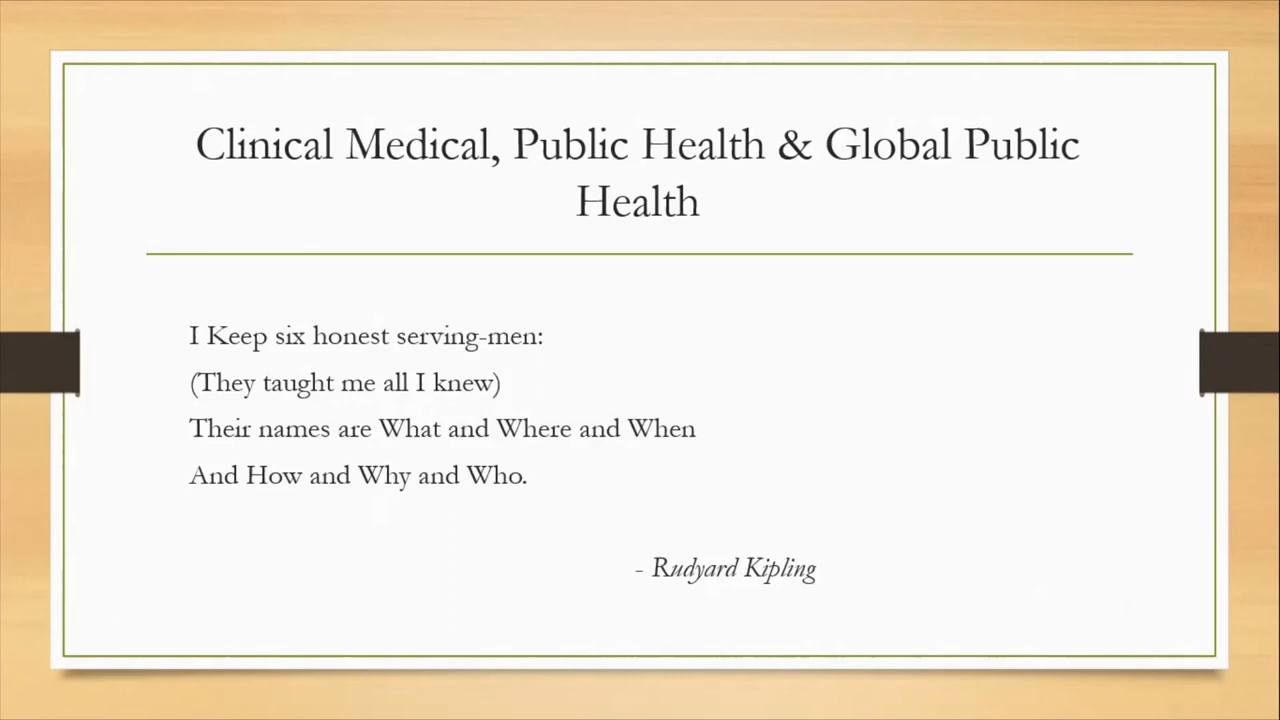 Clinical Medical, Public Health & Global Public
Health
I Keep six honest serving-men:
(They taught me all I knew)
Their names are What and Where and When
And How and Why and Who.
- Rudyard Kipling